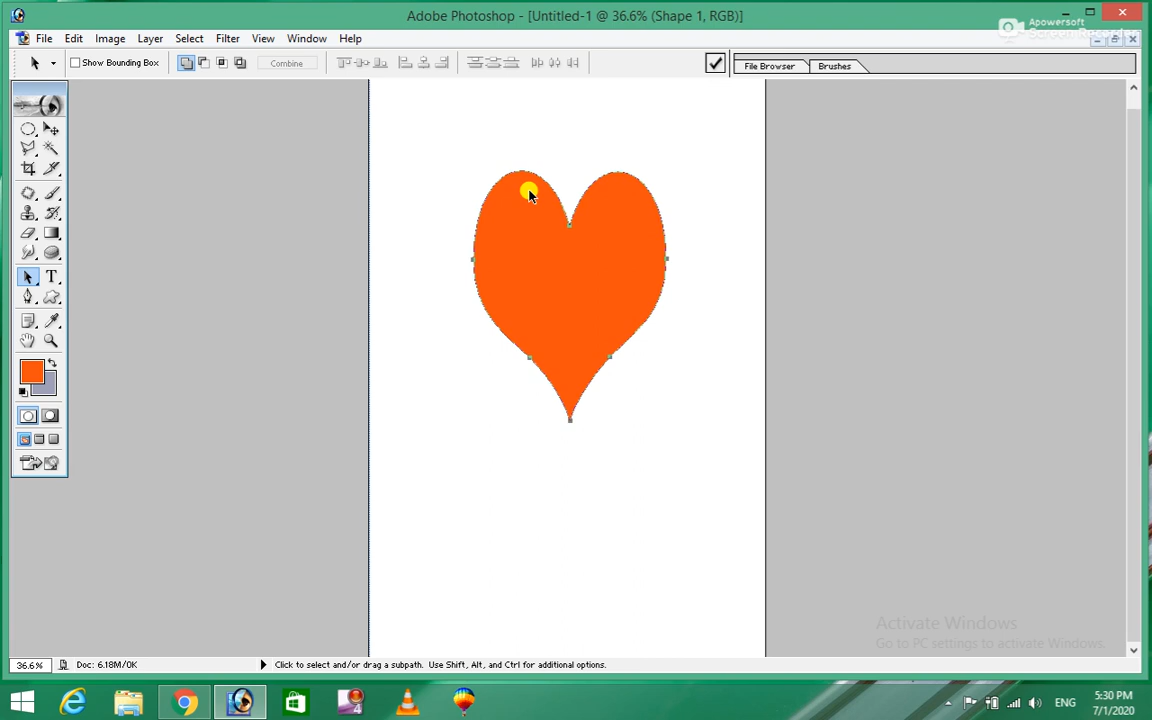 Adobe Photoshop - [Untitled-1 @ 36.6% (Shape 1, RGB)]
Apowersoft
Screen Recorder
File Edit Image Layer Select Filter View Window Help
Show Bounding Box Combine File Browser Brushes
T
Activate Windows
Go to PC settings to activate Windows.
36.6% Doc: 6.18M/0K Click to select and/or drag a subpath. Use Shift, Alt, and Ctrl for additional options.
4 ENG 5:30 PM
7/1/2020